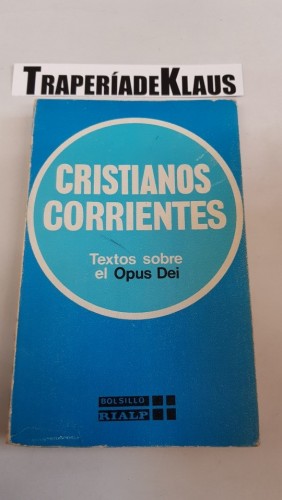 TRAPERÍADEKLAUS
CRISTIANOS
CORRIENTES
Textos sobre
el Opus Dei
BOLSILLO
RIALP